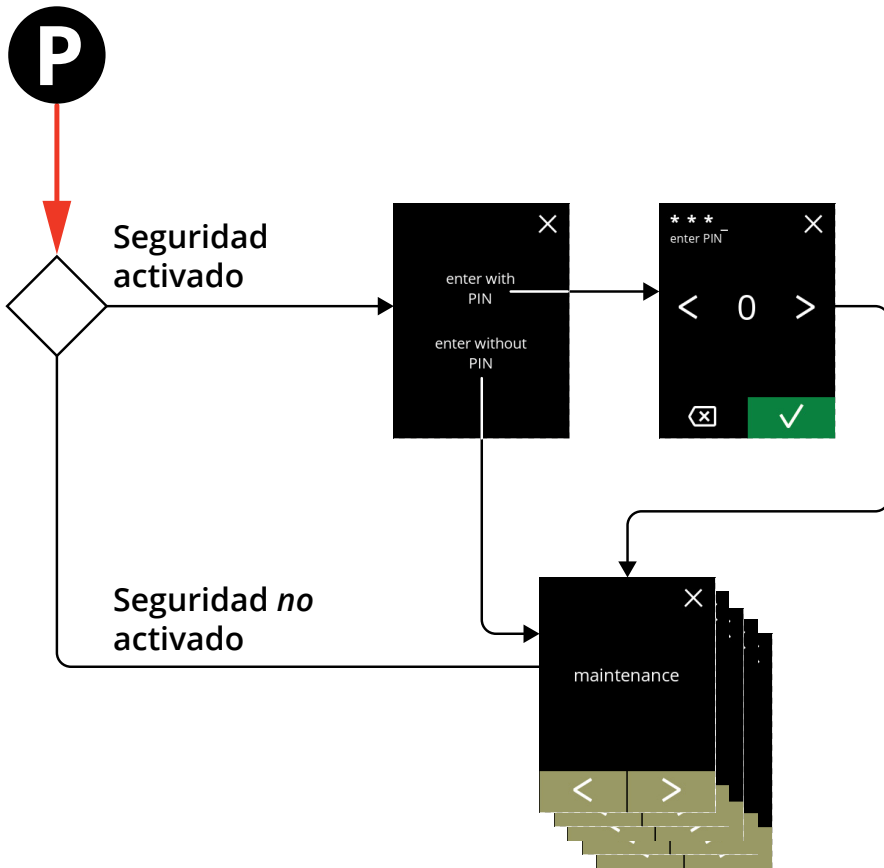 P
Seguridad
activado
enter with
PIN
enter without
PIN
* * * _
enter PIN
< 0 >
Seguridad no
activado
maintenance
< >